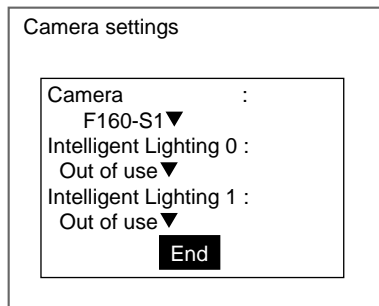 Camera settings
Camera :
F160-S1▼
Intelligent Lighting 0 :
Out of use▼
Intelligent Lighting 1 :
Out of use▼
End